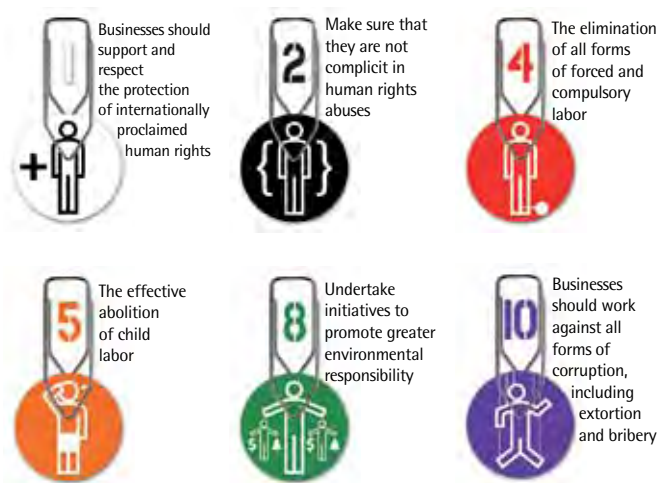 1
Businesses should
support and
respect
the protection
of internationally
proclaimed
human rights
2
Make sure that
they are not
complicit in
human rights
abuses
4
The elimination
of all forms
of forced and
compulsory
labor
5
The effective
abolition
of child
labor
8
Undertake
initiatives to
promote greater
environmental
responsibility
$ $
10
Businesses
should work
against all
forms of
corruption,
including
extortion
and bribery